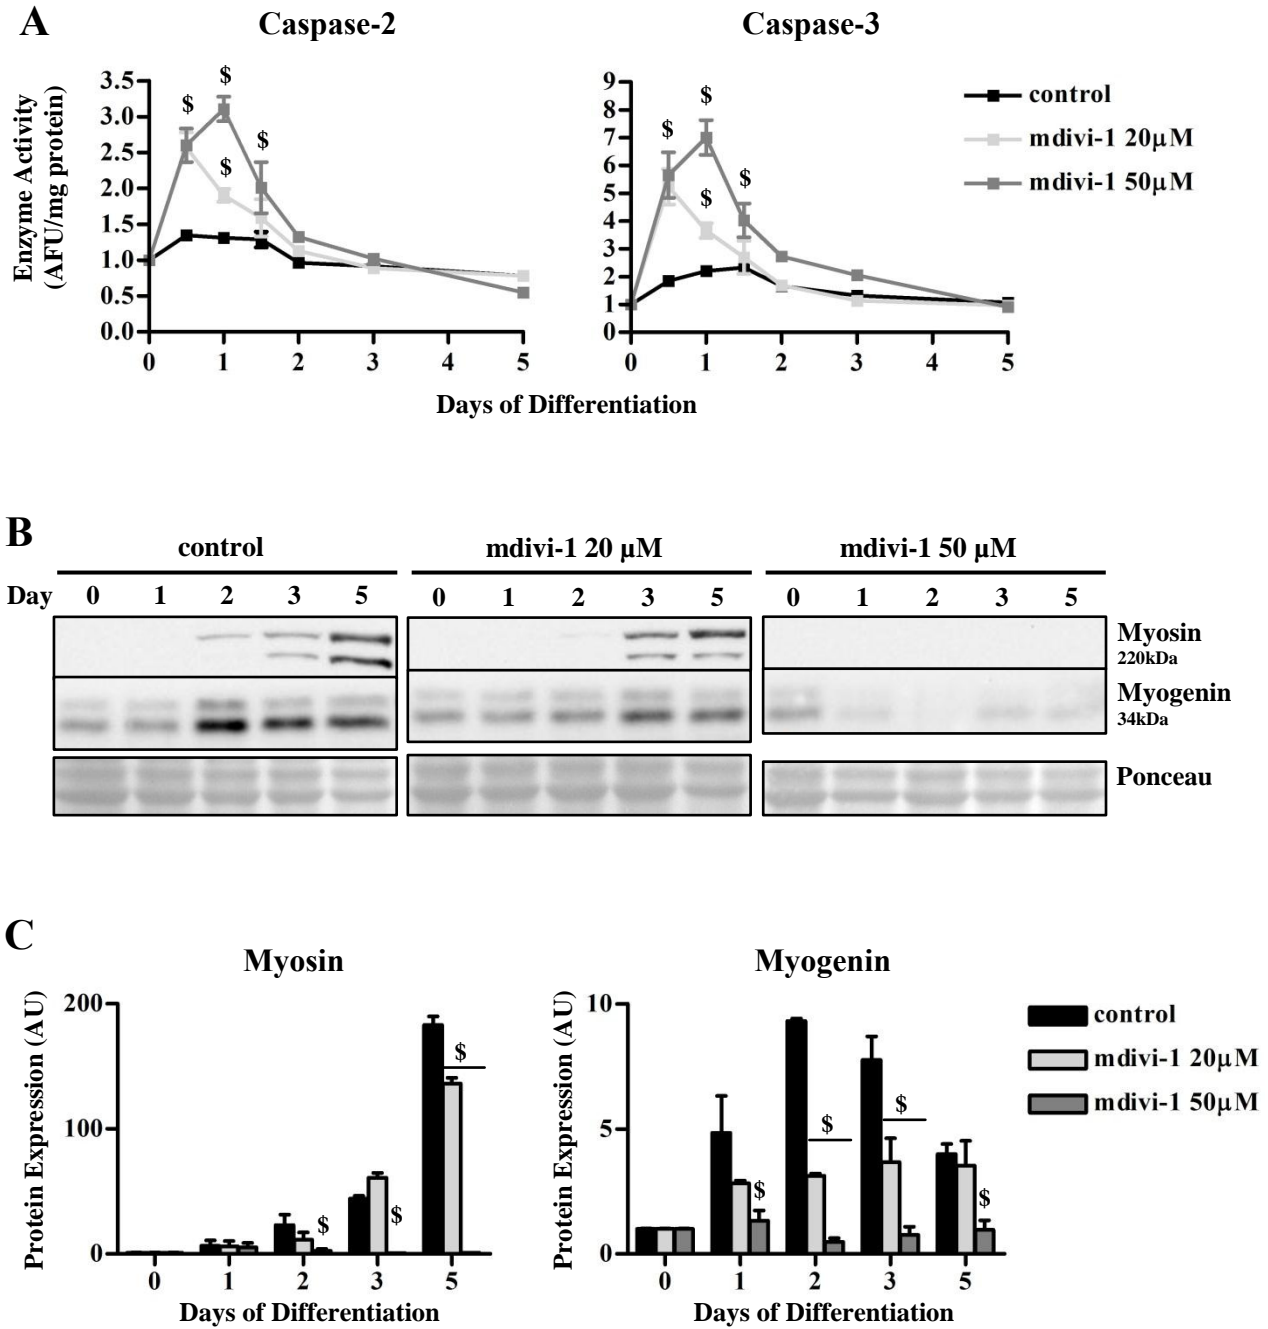 A
Caspase-2
Caspase-3
Enzyme Activity
(AFU/mg protein)
3.5
3.0
2.5
2.0
1.5
1.0
0.5
0.0
$
$
$
$
0 1 2 3 4 5
9
8
7
6
5
4
3
2
1
0
$
$
$
$
0 1 2 3 4 5
control
mdivi-1 20μM
mdivi-1 50μM
Days of Differentiation
B
control
mdivi-1 20 μM
mdivi-1 50 μM
Day 0 1 2 3 5 0 1 2 3 5 0 1 2 3 5
Myosin
220kDa
Myogenin
34kDa
Ponceau
C
Myosin
Protein Expression (AU)
200
100
0
$
$
$
0 1 2 3 5
Days of Differentiation
Myogenin
Protein Expression (AU)
10
5
0
$
$
$
$
0 1 2 3 5
Days of Differentiation
control
mdivi-1 20μM
mdivi-1 50μM